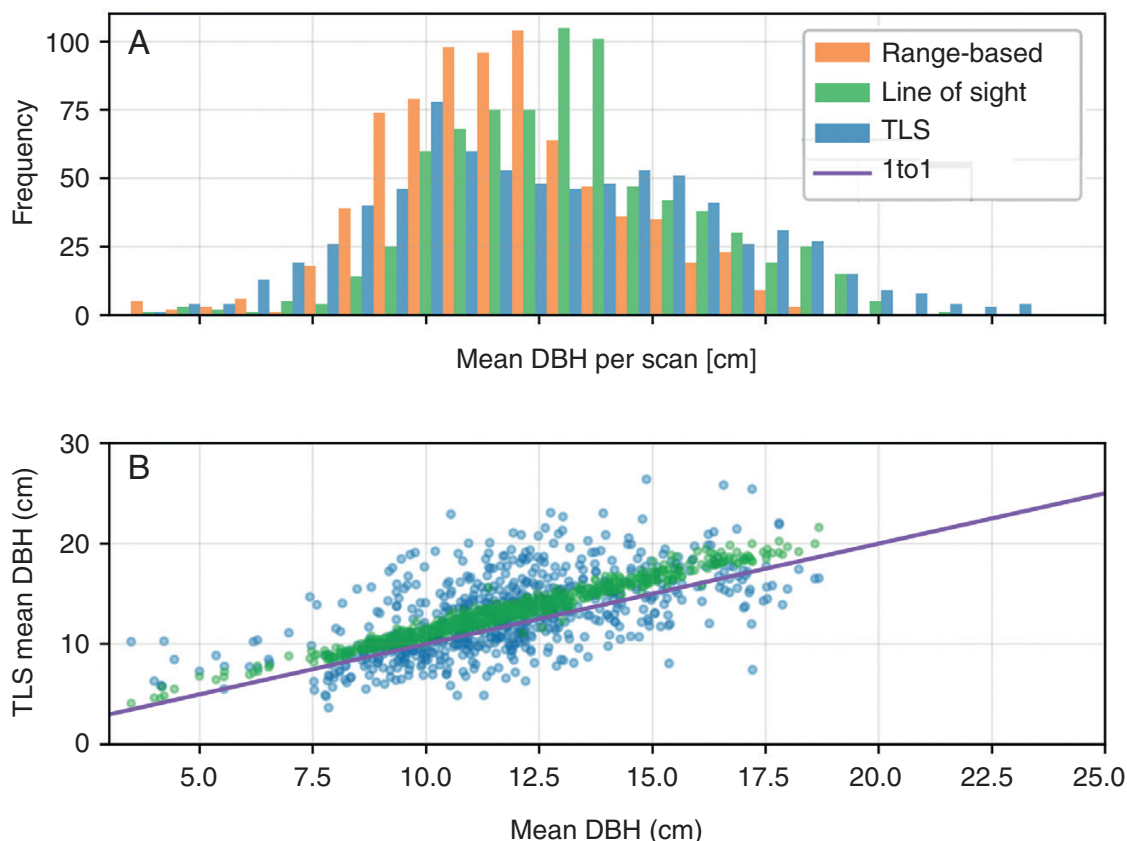 A
100
75
50
25
0
Frequency
Range-based
Line of sight
TLS
1to1
Mean DBH per scan [cm]
B
30
20
10
0
TLS mean DBH (cm)
5.0 7.5 10.0 12.5 15.0 17.5 20.0 22.5 25.0
Mean DBH (cm)